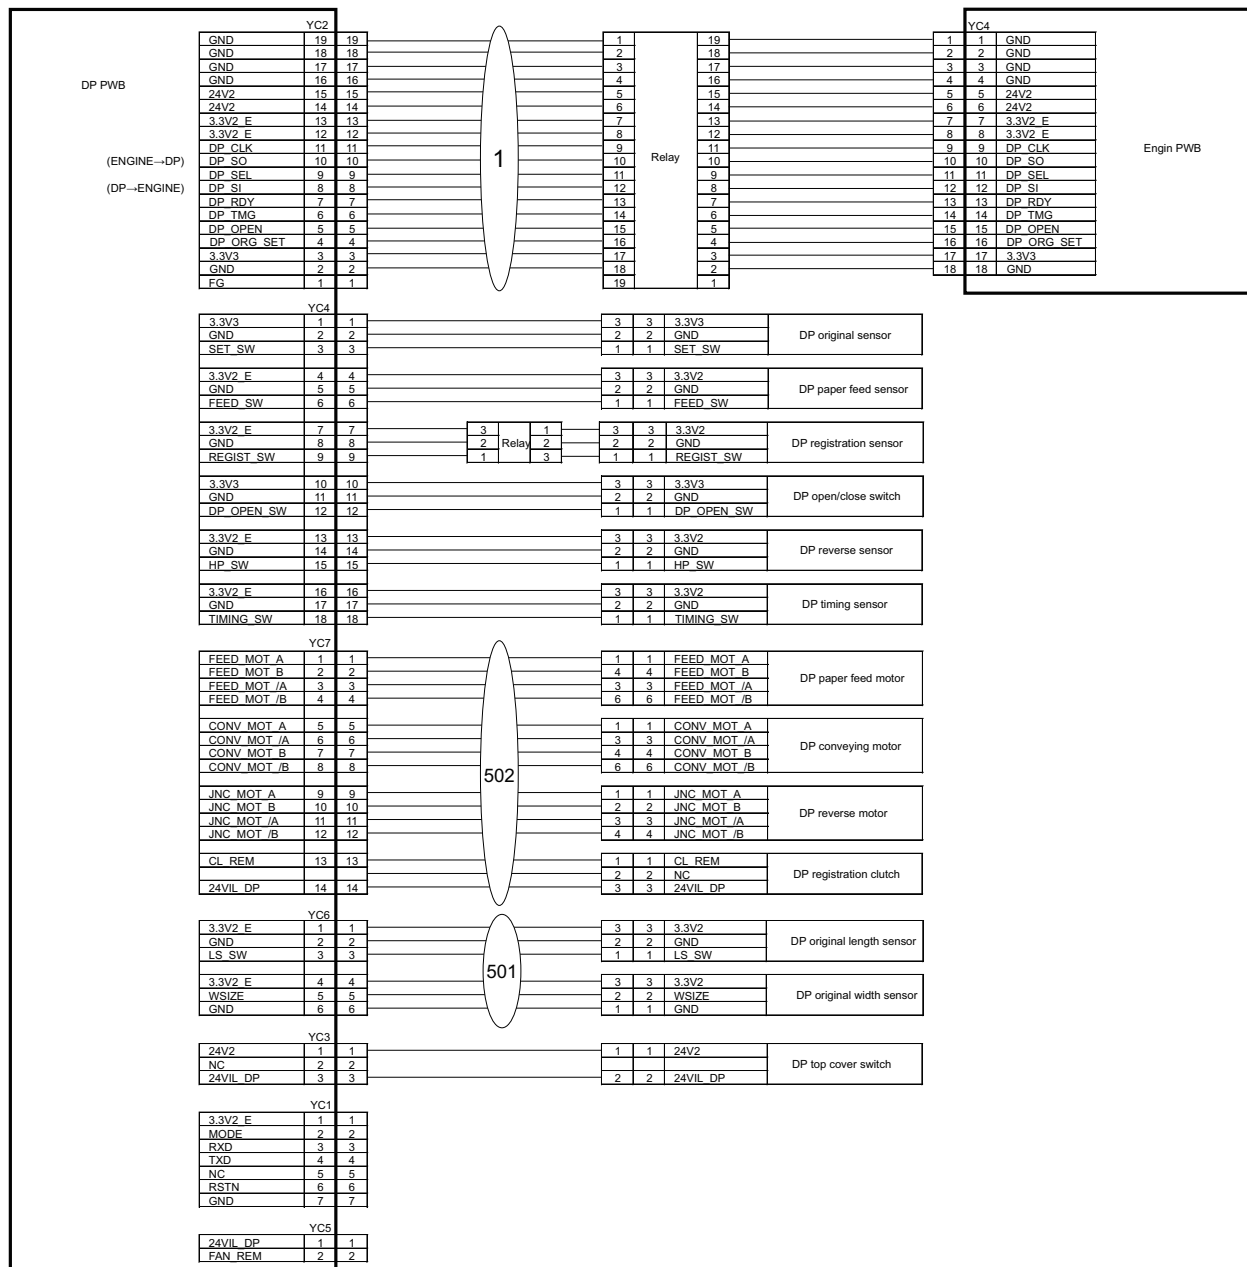 YC2 YC4
GND 19 19 1 19 1 1 GND
GND 18 18 2 18 2 2 GND
GND 17 17 3 17 3 3 GND
GND 16 16 4 16 4 4 GND
DP PWB
24V2 15 15 5 15 5 5 24V2
24V2 14 14 6 14 6 6 24V2
3.3V2_E 13 13 7 13 7 7 3.3V2_E
3.3V2_E 12 12 8 12 8 8 3.3V2_E
DP_CLK 11 11 9 11 9 9 DP_CLK
Engin PWB
(ENGINE→DP) DP_SO 10 10 1 10 Relay 10 10 10 DP_SO
DP_SEL 9 9 11 9 11 11 DP_SEL
(DP→ENGINE) DP_SI 8 8 12 8 12 12 DP_SI
DP_RDY 7 7 13 7 13 13 DP_RDY
DP_TMG 6 6 14 6 14 14 DP_TMG
DP_OPEN 5 5 15 5 15 15 DP_OPEN
DP_ORG_SET 4 4 16 4 16 16 DP_ORG_SET
3.3V3 3 3 17 3 17 17 3.3V3
GND 2 2 18 2 18 18 GND
FG 1 1 19 1
YC4
3.3V3 1 1 3 3 3.3V3
GND 2 2 2 2 GND DP original sensor
SET_SW 3 3 1 1 SET_SW
3.3V2_E 4 4 3 3 3.3V2
GND 5 5 2 2 GND DP paper feed sensor
FEED_SW 6 6 1 1 FEED_SW
3.3V2_E 7 7 3 1 3 3 3.3V2
GND 8 8 2 Relay 2 2 2 GND DP registration sensor
REGIST_SW 9 9 1 3 1 1 REGIST_SW
3.3V3 10 10 3 3 3.3V3
GND 11 11 2 2 GND DP open/close switch
DP_OPEN_SW 12 12 1 1 DP_OPEN_SW
3.3V2_E 13 13 3 3 3.3V2
GND 14 14 2 2 GND DP reverse sensor
HP_SW 15 15 1 1 HP_SW
3.3V2_E 16 16 3 3 3.3V2
GND 17 17 2 2 GND DP timing sensor
TIMING_SW 18 18 1 1 TIMING_SW
YC7
FEED_MOT_A 1 1 1 1 FEED_MOT_A
FEED_MOT_B 2 2 4 4 FEED_MOT_B
DP paper feed motor
FEED_MOT_/A 3 3 3 3 FEED_MOT_/A
FEED_MOT_/B 4 4 6 6 FEED_MOT_/B
CONV_MOT_A 5 5 1 1 CONV_MOT_A
CONV_MOT_/A 6 6 3 3 CONV_MOT_/A
DP conveying motor
CONV_MOT_B 7 7 4 4 CONV_MOT_B
CONV_MOT_/B 8 8 6 6 CONV_MOT_/B
502
JNC_MOT_A 9 9 1 1 JNC_MOT_A
JNC_MOT_B 10 10 2 2 JNC_MOT_B
DP reverse motor
JNC_MOT_/A 11 11 3 3 JNC_MOT_/A
JNC_MOT_/B 12 12 4 4 JNC_MOT_/B
CL_REM 13 13 1 1 CL_REM
2 2 NC DP registration clutch
24VIL_DP 14 14 3 3 24VIL_DP
YC6
3.3V2_E 1 1 3 3 3.3V2
GND 2 2 2 2 GND DP original length sensor
LS_SW 3 3 1 1 LS_SW
501
3.3V2_E 4 4 3 3 3.3V2
WSIZE 5 5 2 2 WSIZE DP original width sensor
GND 6 6 1 1 GND
YC3
24V2 1 1 1 1 24V2
NC 2 2 DP top cover switch
24VIL_DP 3 3 2 2 24VIL_DP
YC1
3.3V2_E 1 1
MODE 2 2
RXD 3 3
TXD 4 4
NC 5 5
RSTN 6 6
GND 7 7
YC5
24VIL_DP 1 1
FAN_REM 2 2